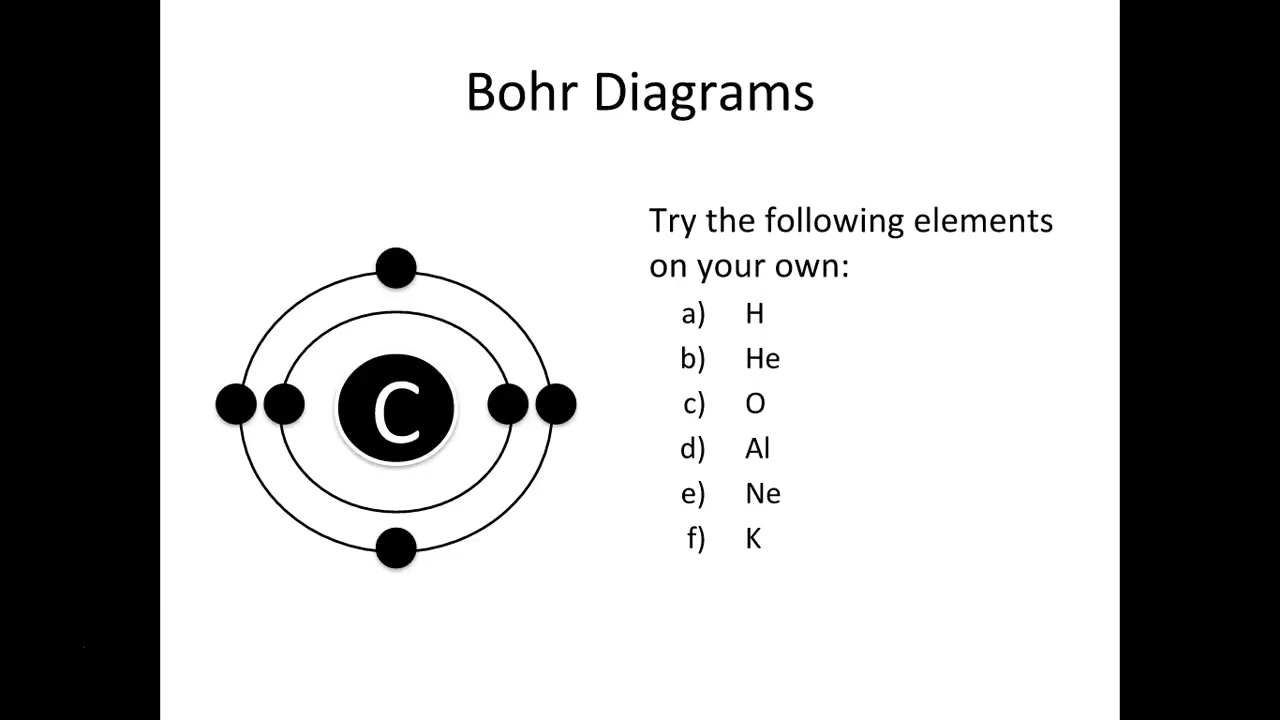 Bohr Diagrams
Try the following elements
on your own:
a) H
b) He
c) O
d) Al
e) Ne
f) K
C